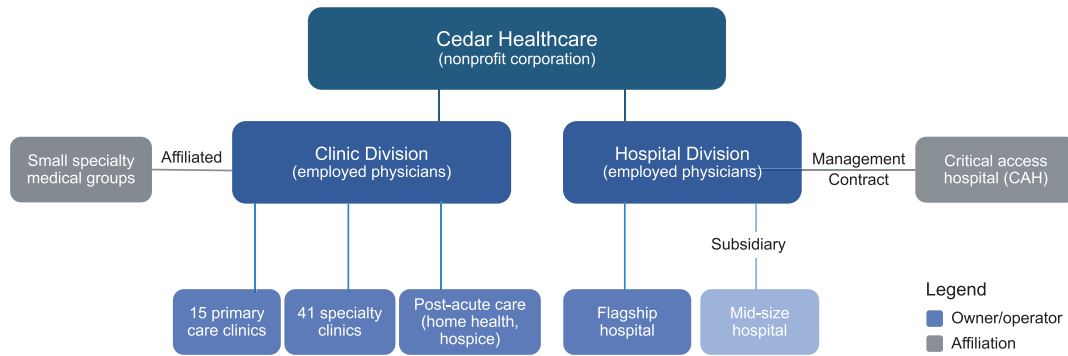 Cedar Healthcare
(nonprofit corporation)
Small specialty
medical groups
Affiliated
Clinic Division
(employed physicians)
Hospital Division
(employed physicians)
Management
Contract
Critical access
hospital (CAH)
Subsidiary
15 primary
care clinics
41 specialty
clinics
Post-acute care
(home health,
hospice)
Flagship
hospital
Mid-size
hospital
Legend
Owner/operator
Affiliation